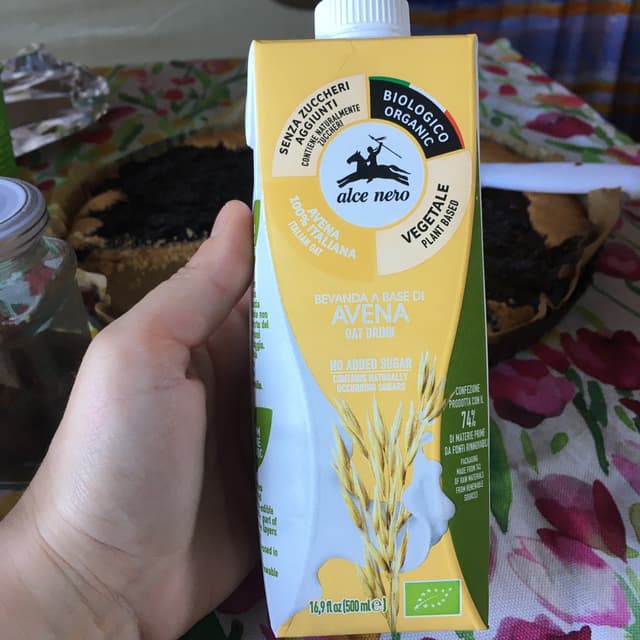 SENZA ZUCCHERI
AGGIUNTI
CONTIENE NATURALMENTE
ZUCCHERI
BIOLOGICO
ORGANIC
alce nero
AVENA
100% ITALIANA
ITALIAN OAT
VEGETALE
PLANT BASED
BEVANDA A BASE DI
AVENA
OAT DRINK
NO ADDED SUGAR
CONTAINS NATURALLY
OCCURRING SUGARS
CONFEZIONE
PRODOTTA CON IL
74%
DI MATERIE PRIME
DA FONTI RINNOVABILI
PACKAGING
MADE FROM 74%
OF RAW MATERIALS
FROM RENEWABLE
SOURCES
16,9 fl oz (500 ml e)